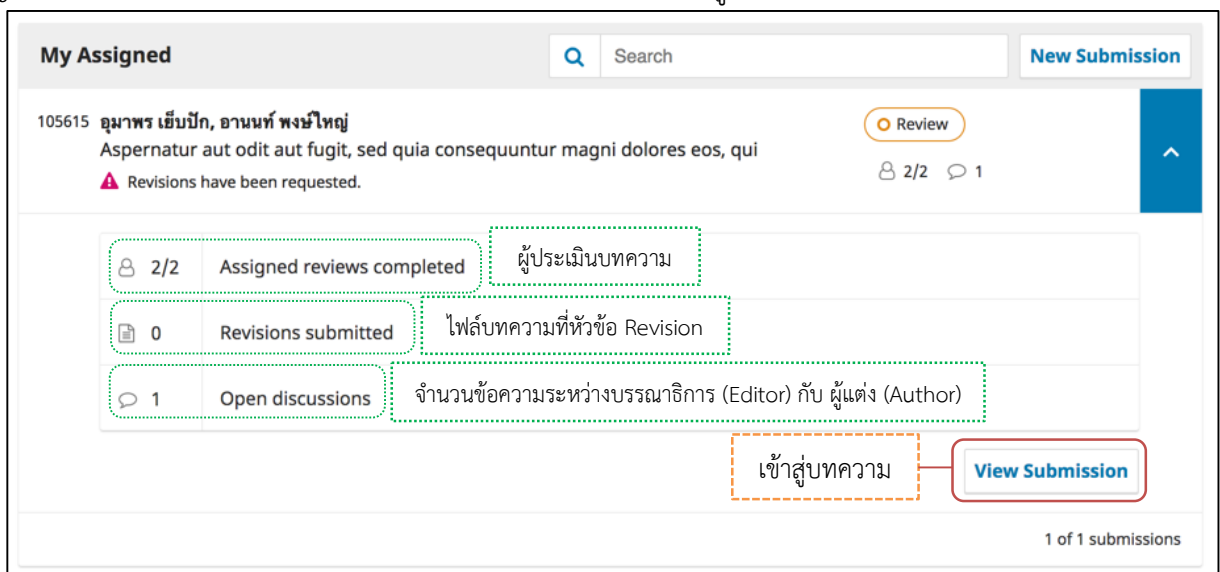 My Assigned
Search
New Submission
105615 อุมาพร เย็บปัก, อานนท์ พงษ์ใหญ่
Review
Aspernatur aut odit aut fugit, sed quia consequuntur magni dolores eos, qui
2/2 1
Revisions have been requested.
2/2 Assigned reviews completed
ผู้ประเมินบทความ
0 Revisions submitted
ไฟล์บทความที่หัวข้อ Revision
1 Open discussions
จำนวนข้อความระหว่างบรรณาธิการ (Editor) กับ ผู้แต่ง (Author)
เข้าสู่บทความ
View Submission
1 of 1 submissions